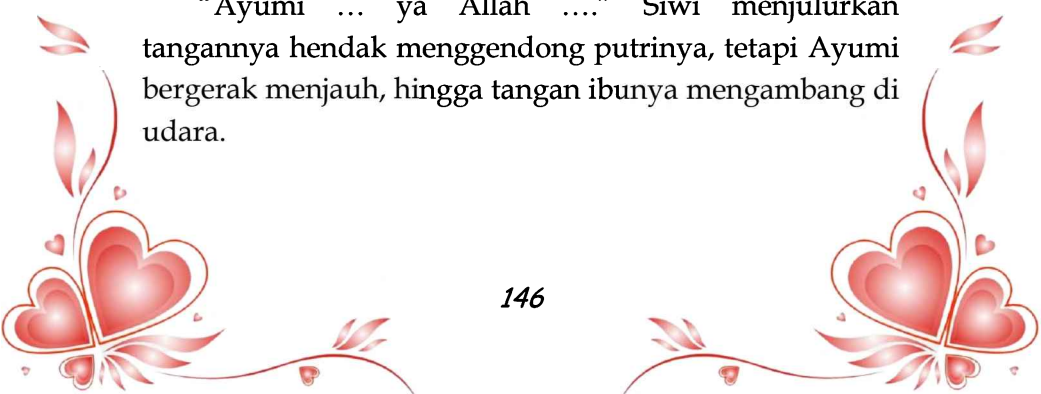 “Ayumi … ya Allah ….” Siwi menjulurkan
tangannya hendak menggendong putrinya, tetapi Ayumi
bergerak menjauh, hingga tangan ibunya mengambang di
udara.
146